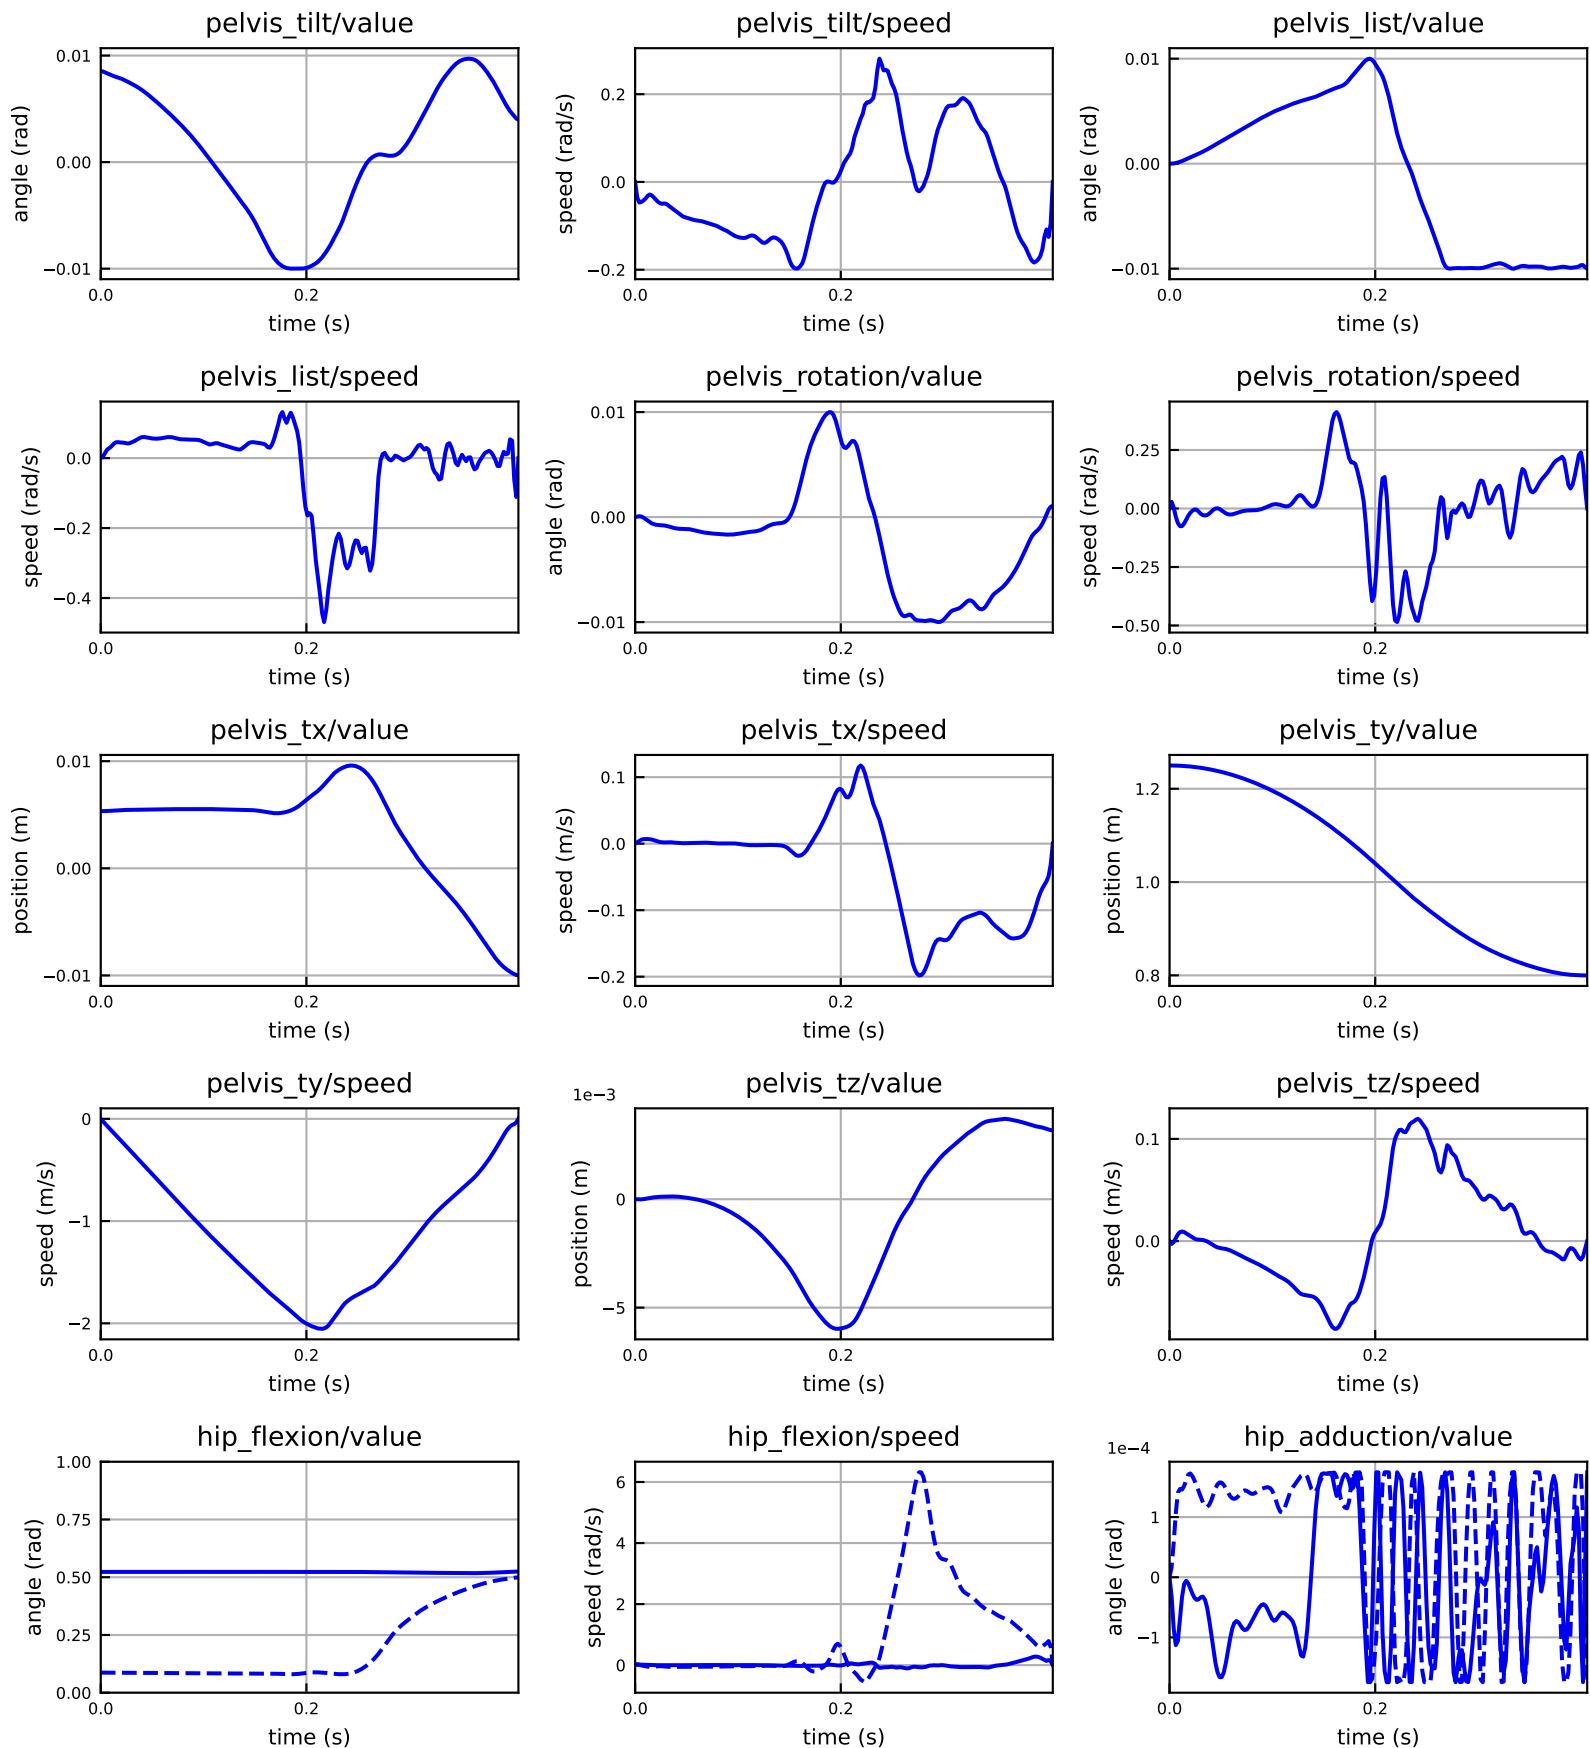 pelvis_tilt/value
angle (rad)
0.01
0.00
−0.01
0.0
0.2
time (s)
pelvis_tilt/speed
speed (rad/s)
0.2
0.0
−0.2
0.0
0.2
time (s)
pelvis_list/value
angle (rad)
0.01
0.00
−0.01
0.0
0.2
time (s)
pelvis_list/speed
speed (rad/s)
0.0
−0.2
−0.4
0.0
0.2
time (s)
pelvis_rotation/value
angle (rad)
0.01
0.00
−0.01
0.0
0.2
time (s)
pelvis_rotation/speed
speed (rad/s)
0.25
0.00
−0.25
−0.50
0.0
0.2
time (s)
pelvis_tx/value
position (m)
0.01
0.00
−0.01
0.0
0.2
time (s)
pelvis_tx/speed
speed (m/s)
0.1
0.0
−0.1
−0.2
0.0
0.2
time (s)
pelvis_ty/value
position (m)
1.2
1.0
0.8
0.0
0.2
time (s)
pelvis_ty/speed
speed (m/s)
0
−1
−2
0.0
0.2
time (s)
pelvis_tz/value
1e−3
position (m)
0
−5
0.0
0.2
time (s)
pelvis_tz/speed
speed (m/s)
0.1
0.0
0.0
0.2
time (s)
hip_flexion/value
angle (rad)
1.00
0.75
0.50
0.25
0.00
0.0
0.2
time (s)
hip_flexion/speed
speed (rad/s)
6
4
2
0
0.0
0.2
time (s)
hip_adduction/value
1e−4
angle (rad)
1
0
−1
0.0
0.2
time (s)